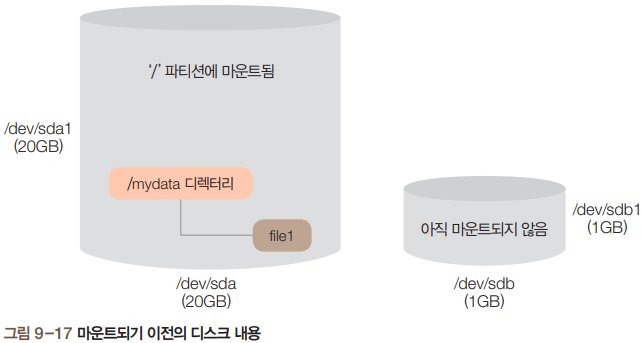 '/' 파티션에 마운트됨
/dev/sda1
(20GB)
/mydata 디렉터리
file1
/dev/sda
(20GB)
아직 마운트되지 않음
/dev/sdb1
(1GB)
/dev/sdb
(1GB)
그림 9-17 마운트되기 이전의 디스크 내용